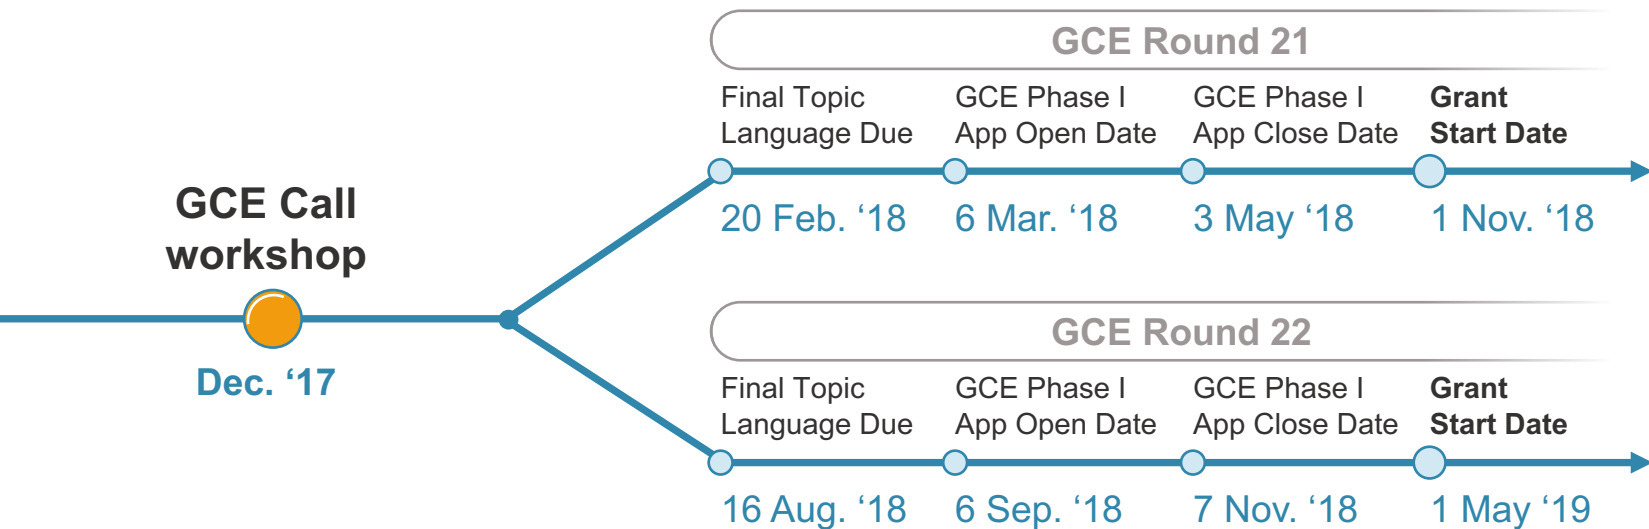 GCE Call
workshop
Dec. ‘17
GCE Round 21
Final Topic
Language Due
GCE Phase I
App Open Date
GCE Phase I
App Close Date
Grant
Start Date
20 Feb. ‘18
6 Mar. ‘18
3 May ‘18
1 Nov. ‘18
GCE Round 22
Final Topic
Language Due
GCE Phase I
App Open Date
GCE Phase I
App Close Date
Grant
Start Date
16 Aug. ‘18
6 Sep. ‘18
7 Nov. ‘18
1 May ‘19